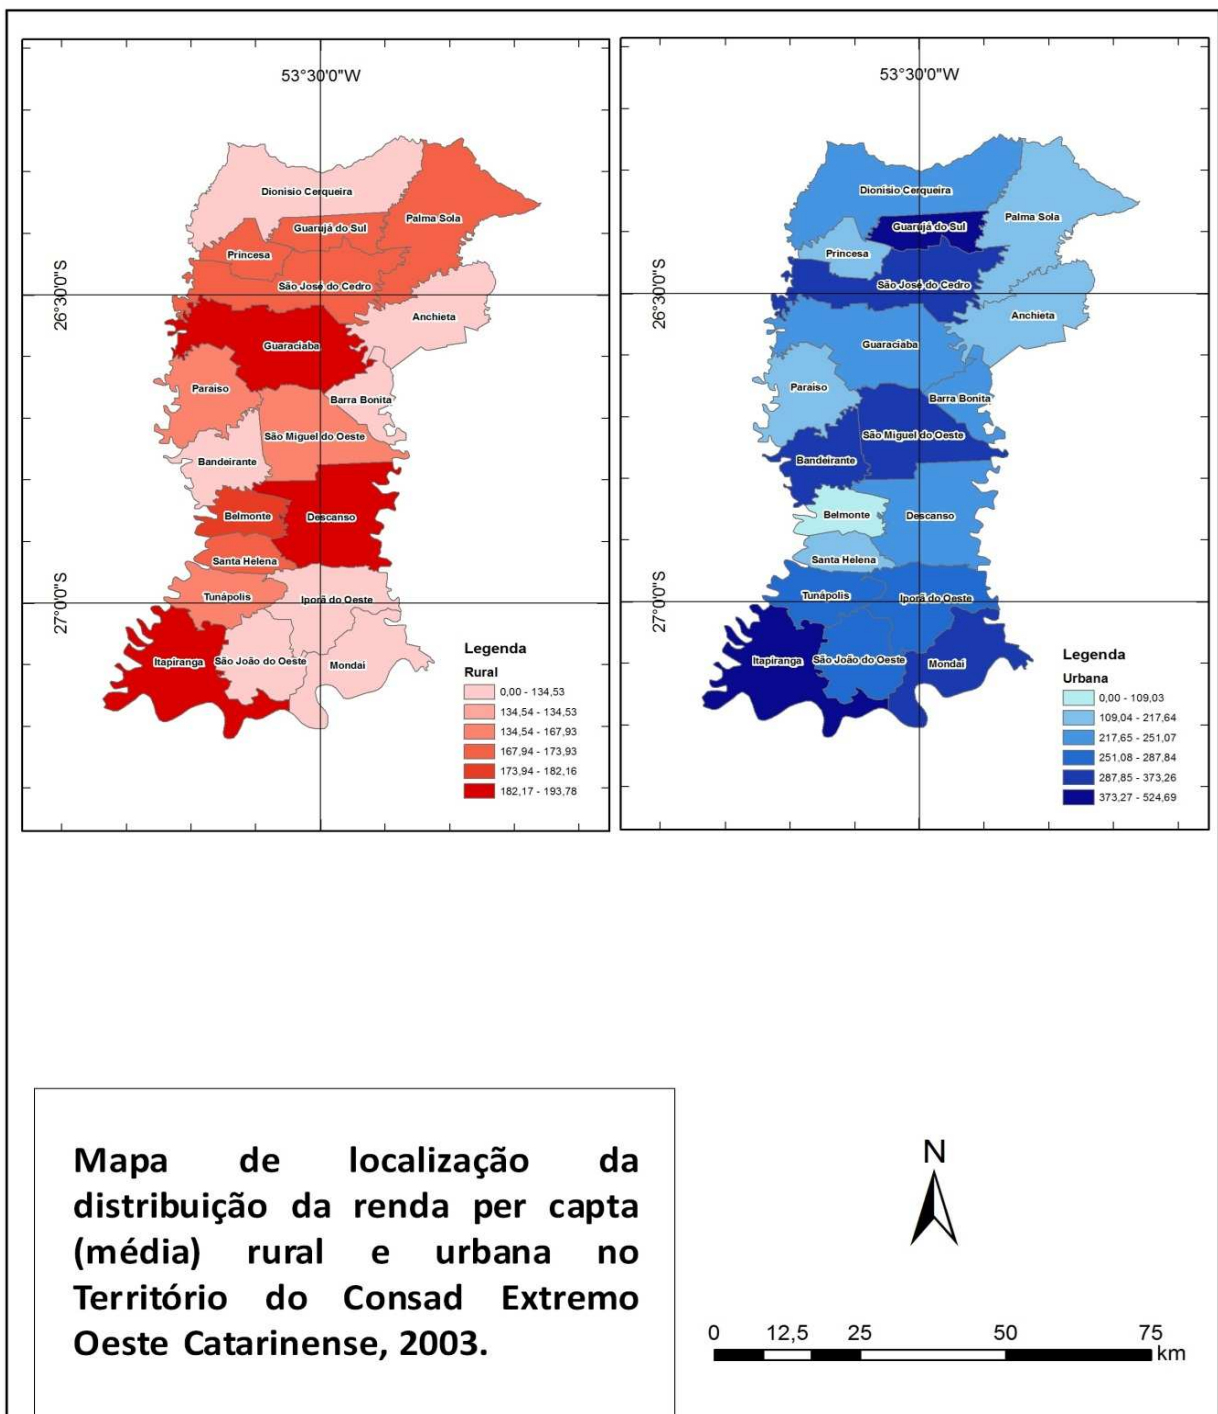 53°30'0"W
26°30'0"S
27°0'0"S
Dionísio Cerqueira
Palma Sola
Guarujá do Sul
Princesa
São José do Cedro
Anchieta
Guaraciaba
Paraíso
Barra Bonita
São Miguel do Oeste
Bandeirante
Belmonte
Descanso
Santa Helena
Tunápolis
Iporã do Oeste
Itapiranga
São João do Oeste
Mondaí
Legenda
Rural
0,00 - 134,53
134,54 - 134,53
134,54 - 167,93
167,94 - 173,93
173,94 - 182,16
182,17 - 193,78
53°30'0"W
26°30'0"S
27°0'0"S
Dionísio Cerqueira
Palma Sola
Guarujá do Sul
Princesa
São José do Cedro
Anchieta
Guaraciaba
Paraíso
Barra Bonita
São Miguel do Oeste
Bandeirante
Belmonte
Descanso
Santa Helena
Tunápolis
Iporã do Oeste
Itapiranga
São João do Oeste
Mondaí
Legenda
Urbana
0,00 - 109,03
109,04 - 217,64
217,65 - 251,07
251,08 - 287,84
287,85 - 373,26
373,27 - 524,69
Mapa de localização da
distribuição da renda per capta
(média) rural e urbana no
Território do Consad Extremo
Oeste Catarinense, 2003.
N
0 12,5 25 50 75
km